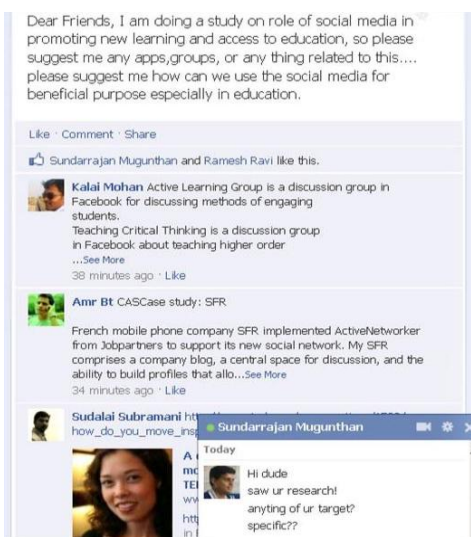 Dear Friends, I am doing a study on role of social media in
promoting new learning and access to education, so please
suggest me any apps,groups, or any thing related to this....
please suggest me how can we use the social media for
beneficial purpose especially in education.
Like · Comment · Share
Sundarrajan Mugunthan and Ramesh Ravi like this.
Kalai Mohan Active Learning Group is a discussion group in
Facebook for discussing methods of engaging
students.
Teaching Critical Thinking is a discussion group
in Facebook about teaching higher order
...See More
38 minutes ago · Like
Amr Bt CASCase study: SFR
French mobile phone company SFR implemented ActiveNetworker
from Jobpartners to support its new social network. My SFR
comprises a company blog, a central space for discussion, and the
ability to build profiles that allo...See More
34 minutes ago · Like
Sudalai Subramani
how_do_you_move_insp
Sundarrajan Mugunthan
Today
Hi dude
saw ur research!
anyting of ur target?
specific??